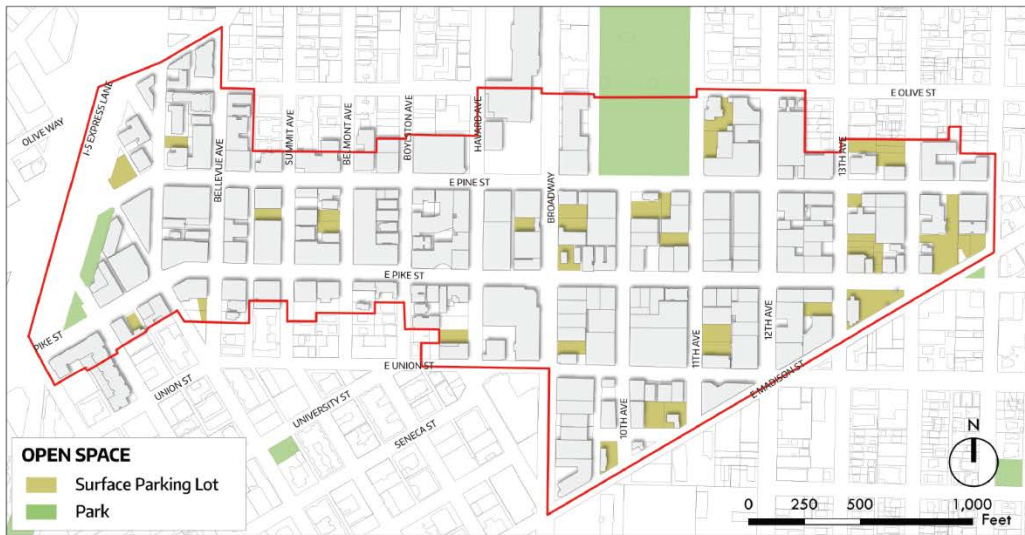 E OLIVE ST
OLIVE WAY
I-5 EXPRESS LANE
BELLEVUE AVE
SUMMIT AVE
BELMONT AVE
BOYLSTON AVE
HAVARD AVE
13TH AVE
E PINE ST
BROADWAY
E PIKE ST
PIKE ST
12TH AVE
11TH AVE
E UNION ST
UNION ST
E MADISON ST
UNIVERSITY ST
10TH AVE
SENECA ST
N
OPEN SPACE
Surface Parking Lot
Park
0 250 500 1,000
Feet